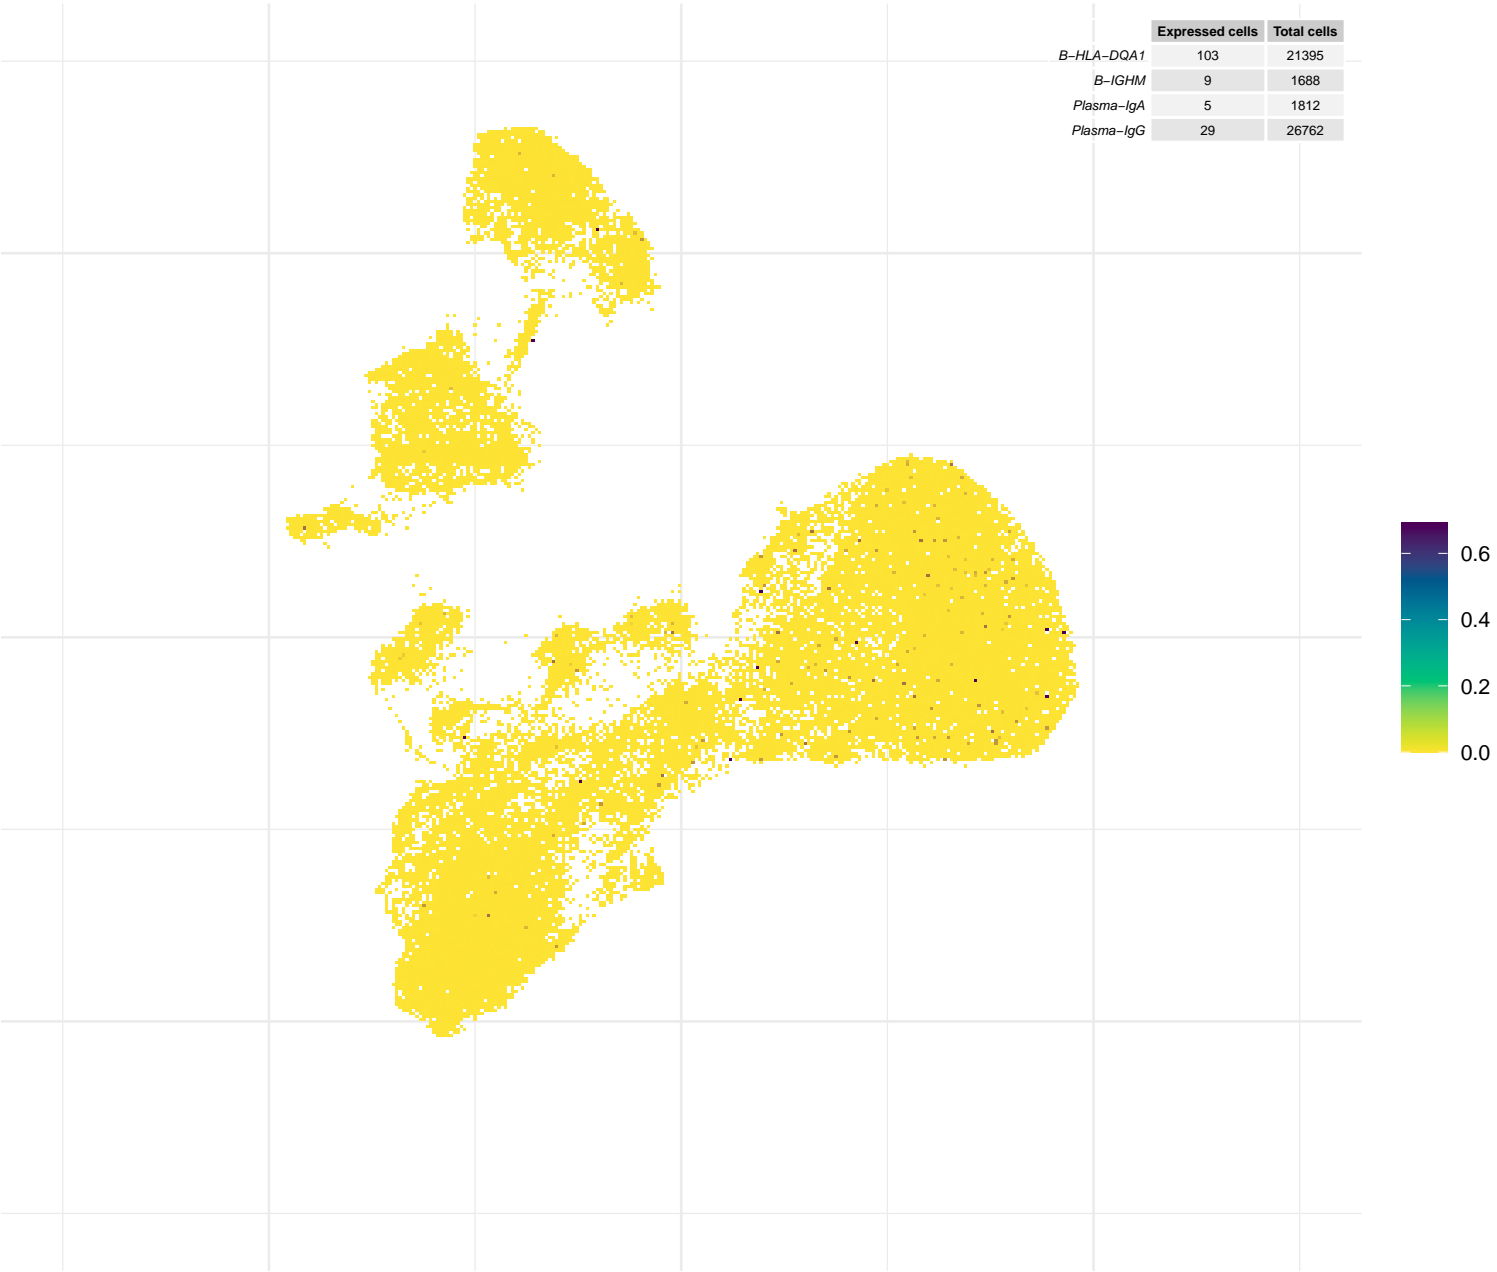 Expressed cells Total cells
B−HLA−DQA1 103 21395
B−IGHM 9 1688
Plasma−IgA 5 1812
Plasma−IgG 29 26762
0.6
0.4
0.2
0.0